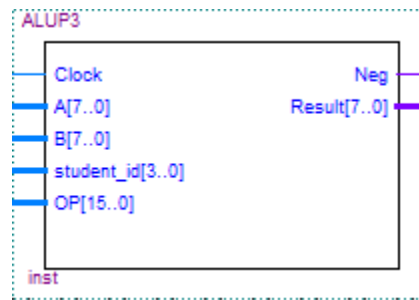 ALUP3
Clock Neg
A[7..0] Result[7..0]
B[7..0]
student_id[3..0]
OP[15..0]
inst